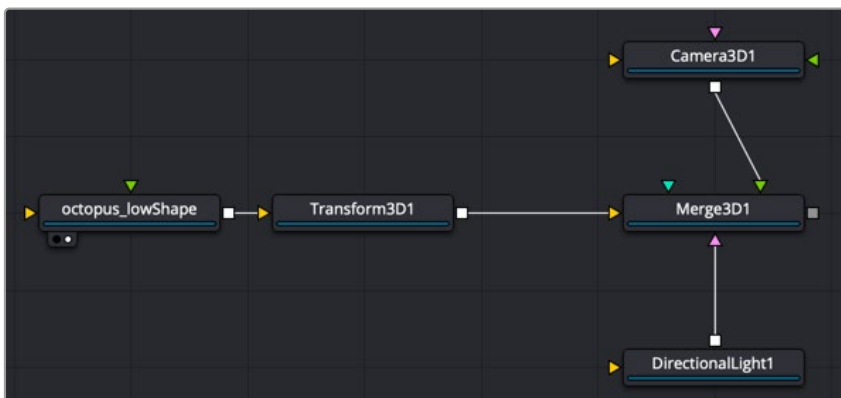 Camera3D1
octopus_lowShape
Transform3D1
Merge3D1
DirectionalLight1